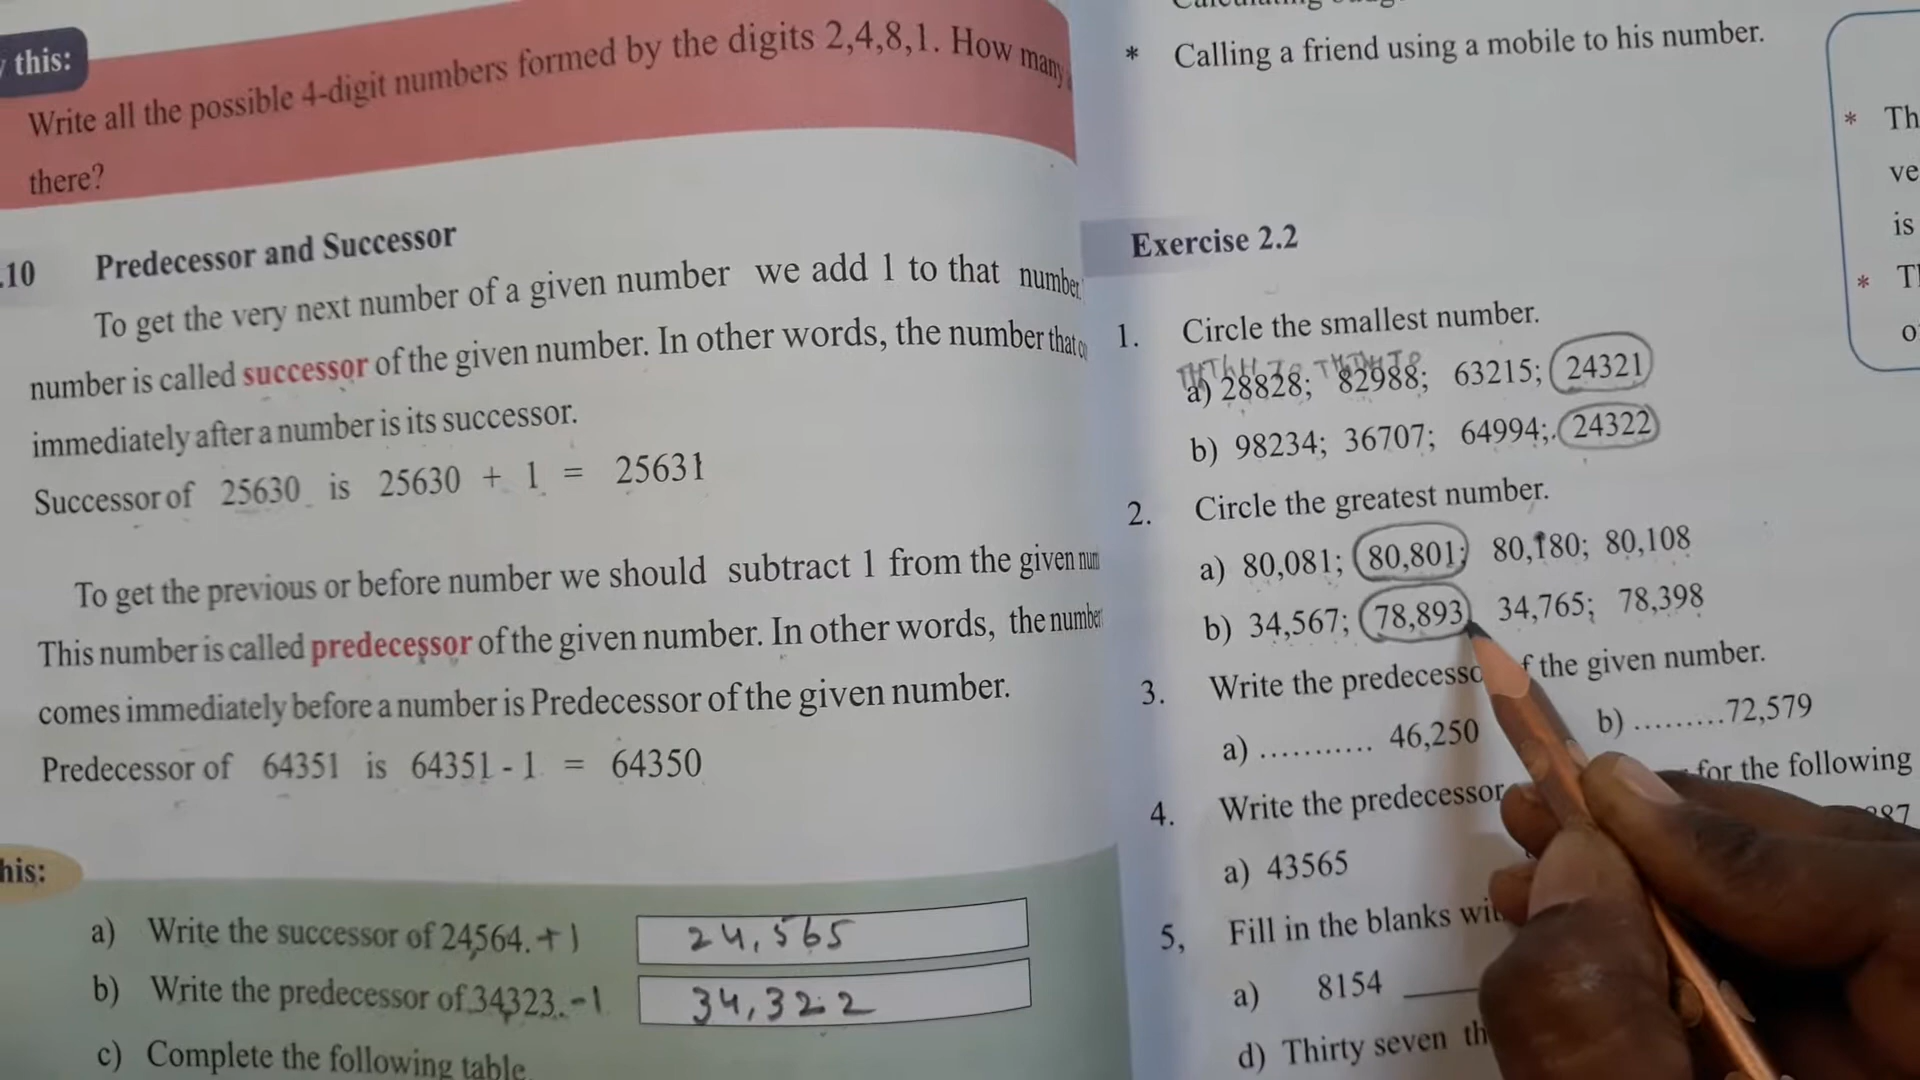 this:
Write all the possible 4-digit numbers formed by the digits 2,4,8,1. How many
there?
.10 Predecessor and Successor
To get the very next number of a given number we add 1 to that number.
number is called successor of the given number. In other words, the number that
immediately after a number is its successor.
Successor of 25630 is 25630 + 1 = 25631
To get the previous or before number we should subtract 1 from the given
This number is called predecessor of the given number. In other words, the number
comes immediately before a number is Predecessor of the given number.
Predecessor of 64351 is 64351 - 1 = 64350
his:
a) Write the successor of 24564. +1 24,565
b) Write the predecessor of 34323. -1 34,322
c) Complete the following table.
* Calling a friend using a mobile to his number.
Exercise 2.2
1. Circle the smallest number.
a) 28828; 82988; 63215; 24321
b) 98234; 36707; 64994; 24322
2. Circle the greatest number.
a) 80,081; 80,801; 80,180; 80,108
b) 34,567; 78,893 34,765; 78,398
3. Write the predecesso f the given number.
a) ........... 46,250 b) .........72,579
4. Write the predecessor for the following
a) 43565
5, Fill in the blanks
a) 8154 ____
d) Thirty seven th
* Th
ve
is
* Th
o